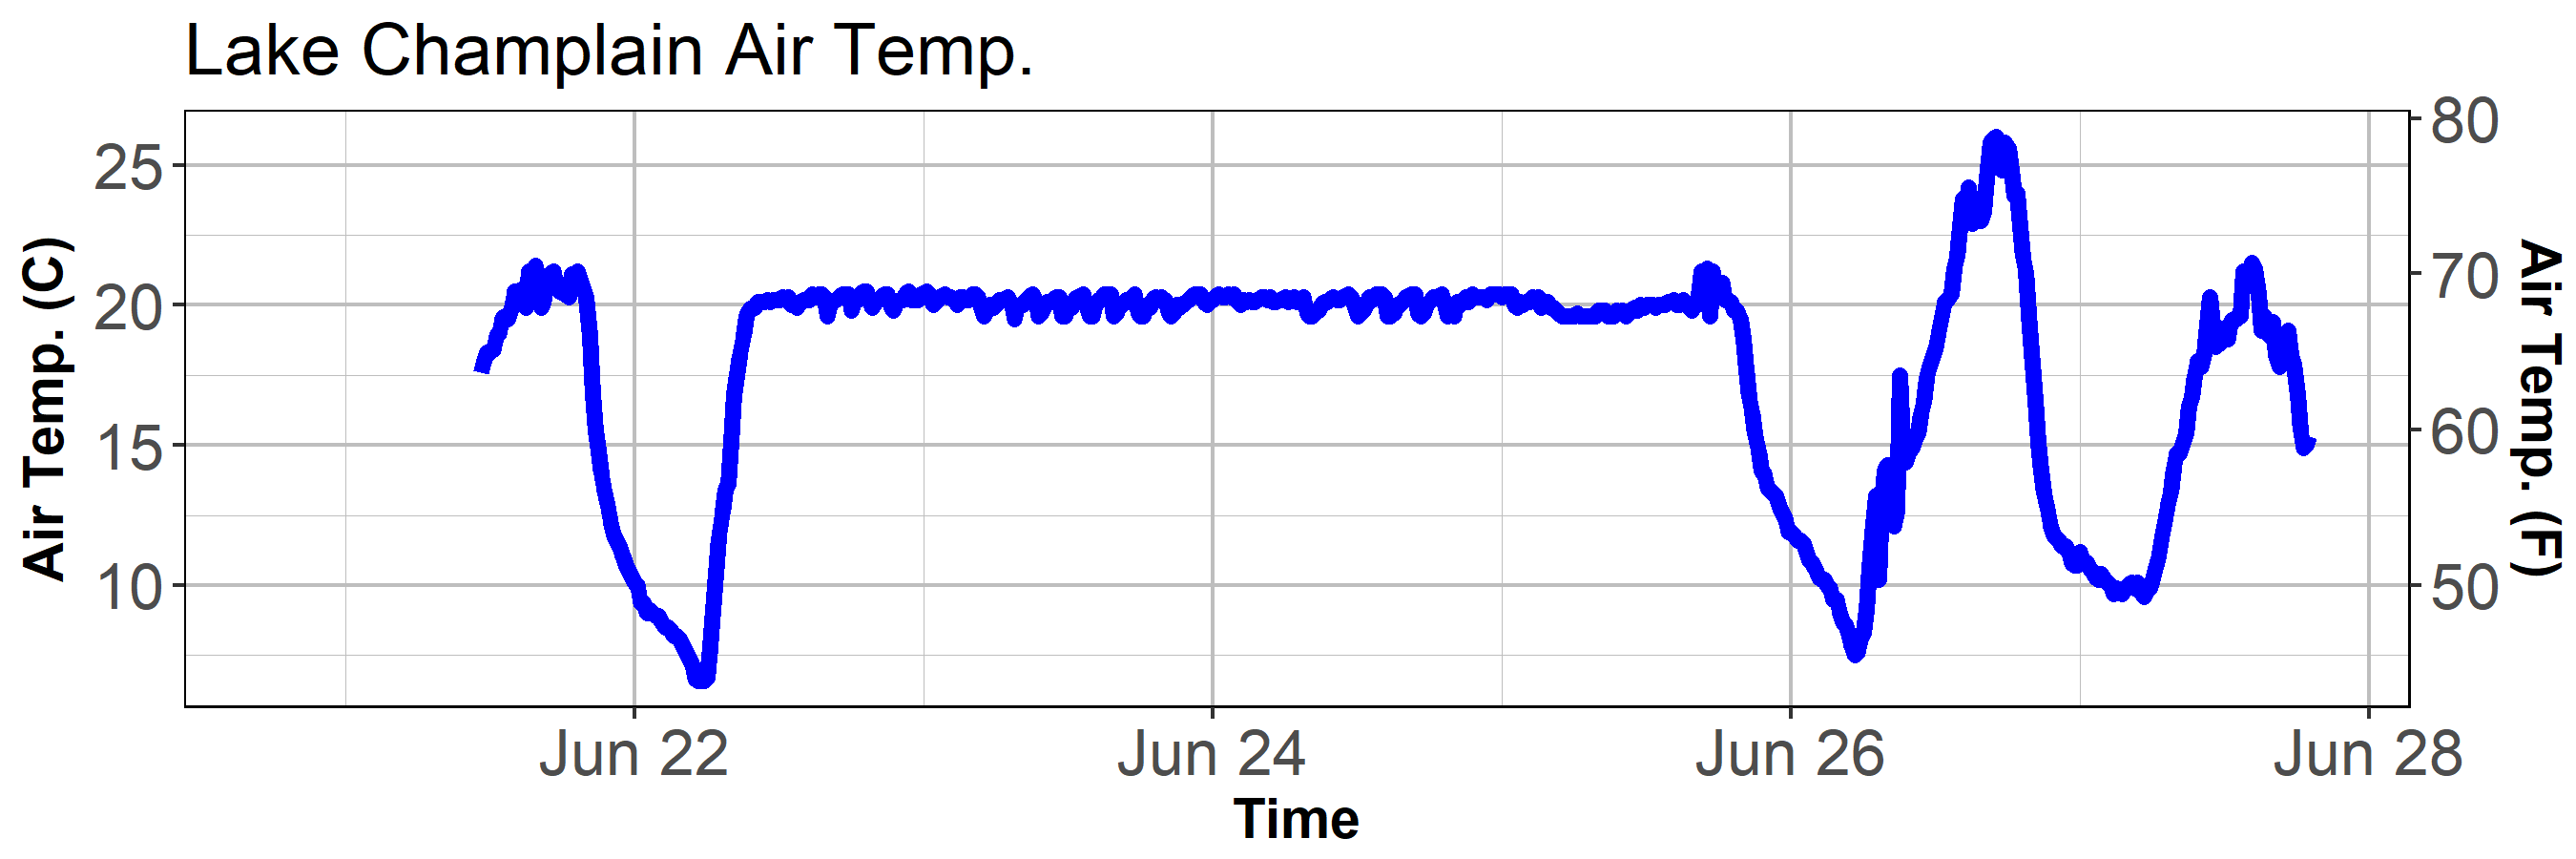 Lake Champlain Air Temp.
25
20
15
10
Air Temp. (C)
80
70
60
50
Air Temp. (F)
Jun 22
Jun 24
Jun 26
Jun 28
Time